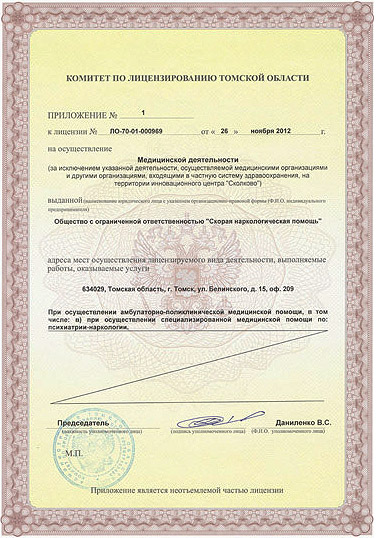 КОМИТЕТ ПО ЛИЦЕНЗИРОВАНИЮ ТОМСКОЙ ОБЛАСТИ
ПРИЛОЖЕНИЕ № 1
к лицензии № ЛО-70-01-000969 от « 26 » ноября 2012 г.
на осуществление
Медицинской деятельности
(за исключением указанной деятельности, осуществляемой медицинскими организациями
и другими организациями, входящими в частную систему здравоохранения, на
территории инновационного центра "Сколково")
выданной (наименование юридического лица с указанием организационно-правовой формы (Ф.И.О. индивидуального
предпринимателя)
Общество с ограниченной ответственностью "Скорая наркологическая помощь"
адреса мест осуществления лицензируемого вида деятельности, выполняемые
работы, оказываемые услуги
634029, Томская область, г. Томск, ул. Белинского, д. 15, оф. 209
При осуществлении амбулаторно-поликлинической медицинской помощи, в том
числе: в) при осуществлении специализированной медицинской помощи по:
психиатрии-наркологии.
Председатель Даниленко В.С.
(должность уполномоченного лица) (подпись уполномоченного лица) (Ф.И.О. уполномоченного лица)
М.П.
Приложение является неотъемлемой частью лицензии